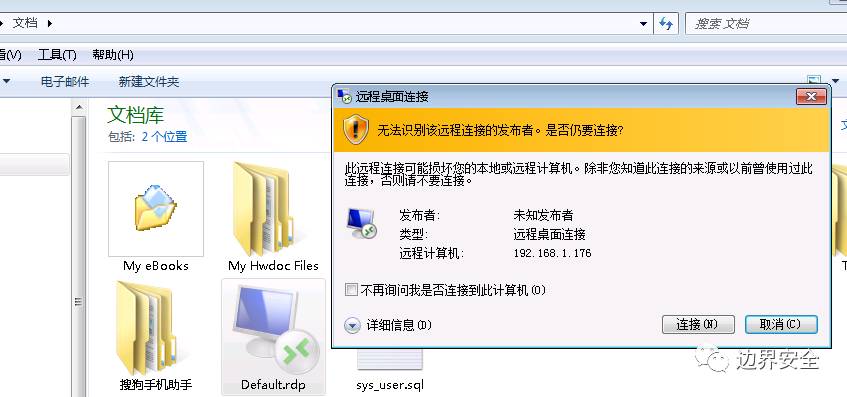 文档
搜索 文档
看(V) 工具(T) 帮助(H)
电子邮件 新建文件夹
文档库
包括: 2 个位置
My eBooks
My Hwdoc Files
搜狗手机助手
Default.rdp
sys_user.sql
远程桌面连接
无法识别该远程连接的发布者。是否仍要连接?
此远程连接可能损坏您的本地或远程计算机。除非您知道此连接的来源或以前曾使用过此
连接，否则请不要连接。
发布者: 未知发布者
类型: 远程桌面连接
远程计算机: 192.168.1.176
不再询问我是否连接到此计算机(O)
详细信息(D)
连接(N) 取消(C)
边界安全